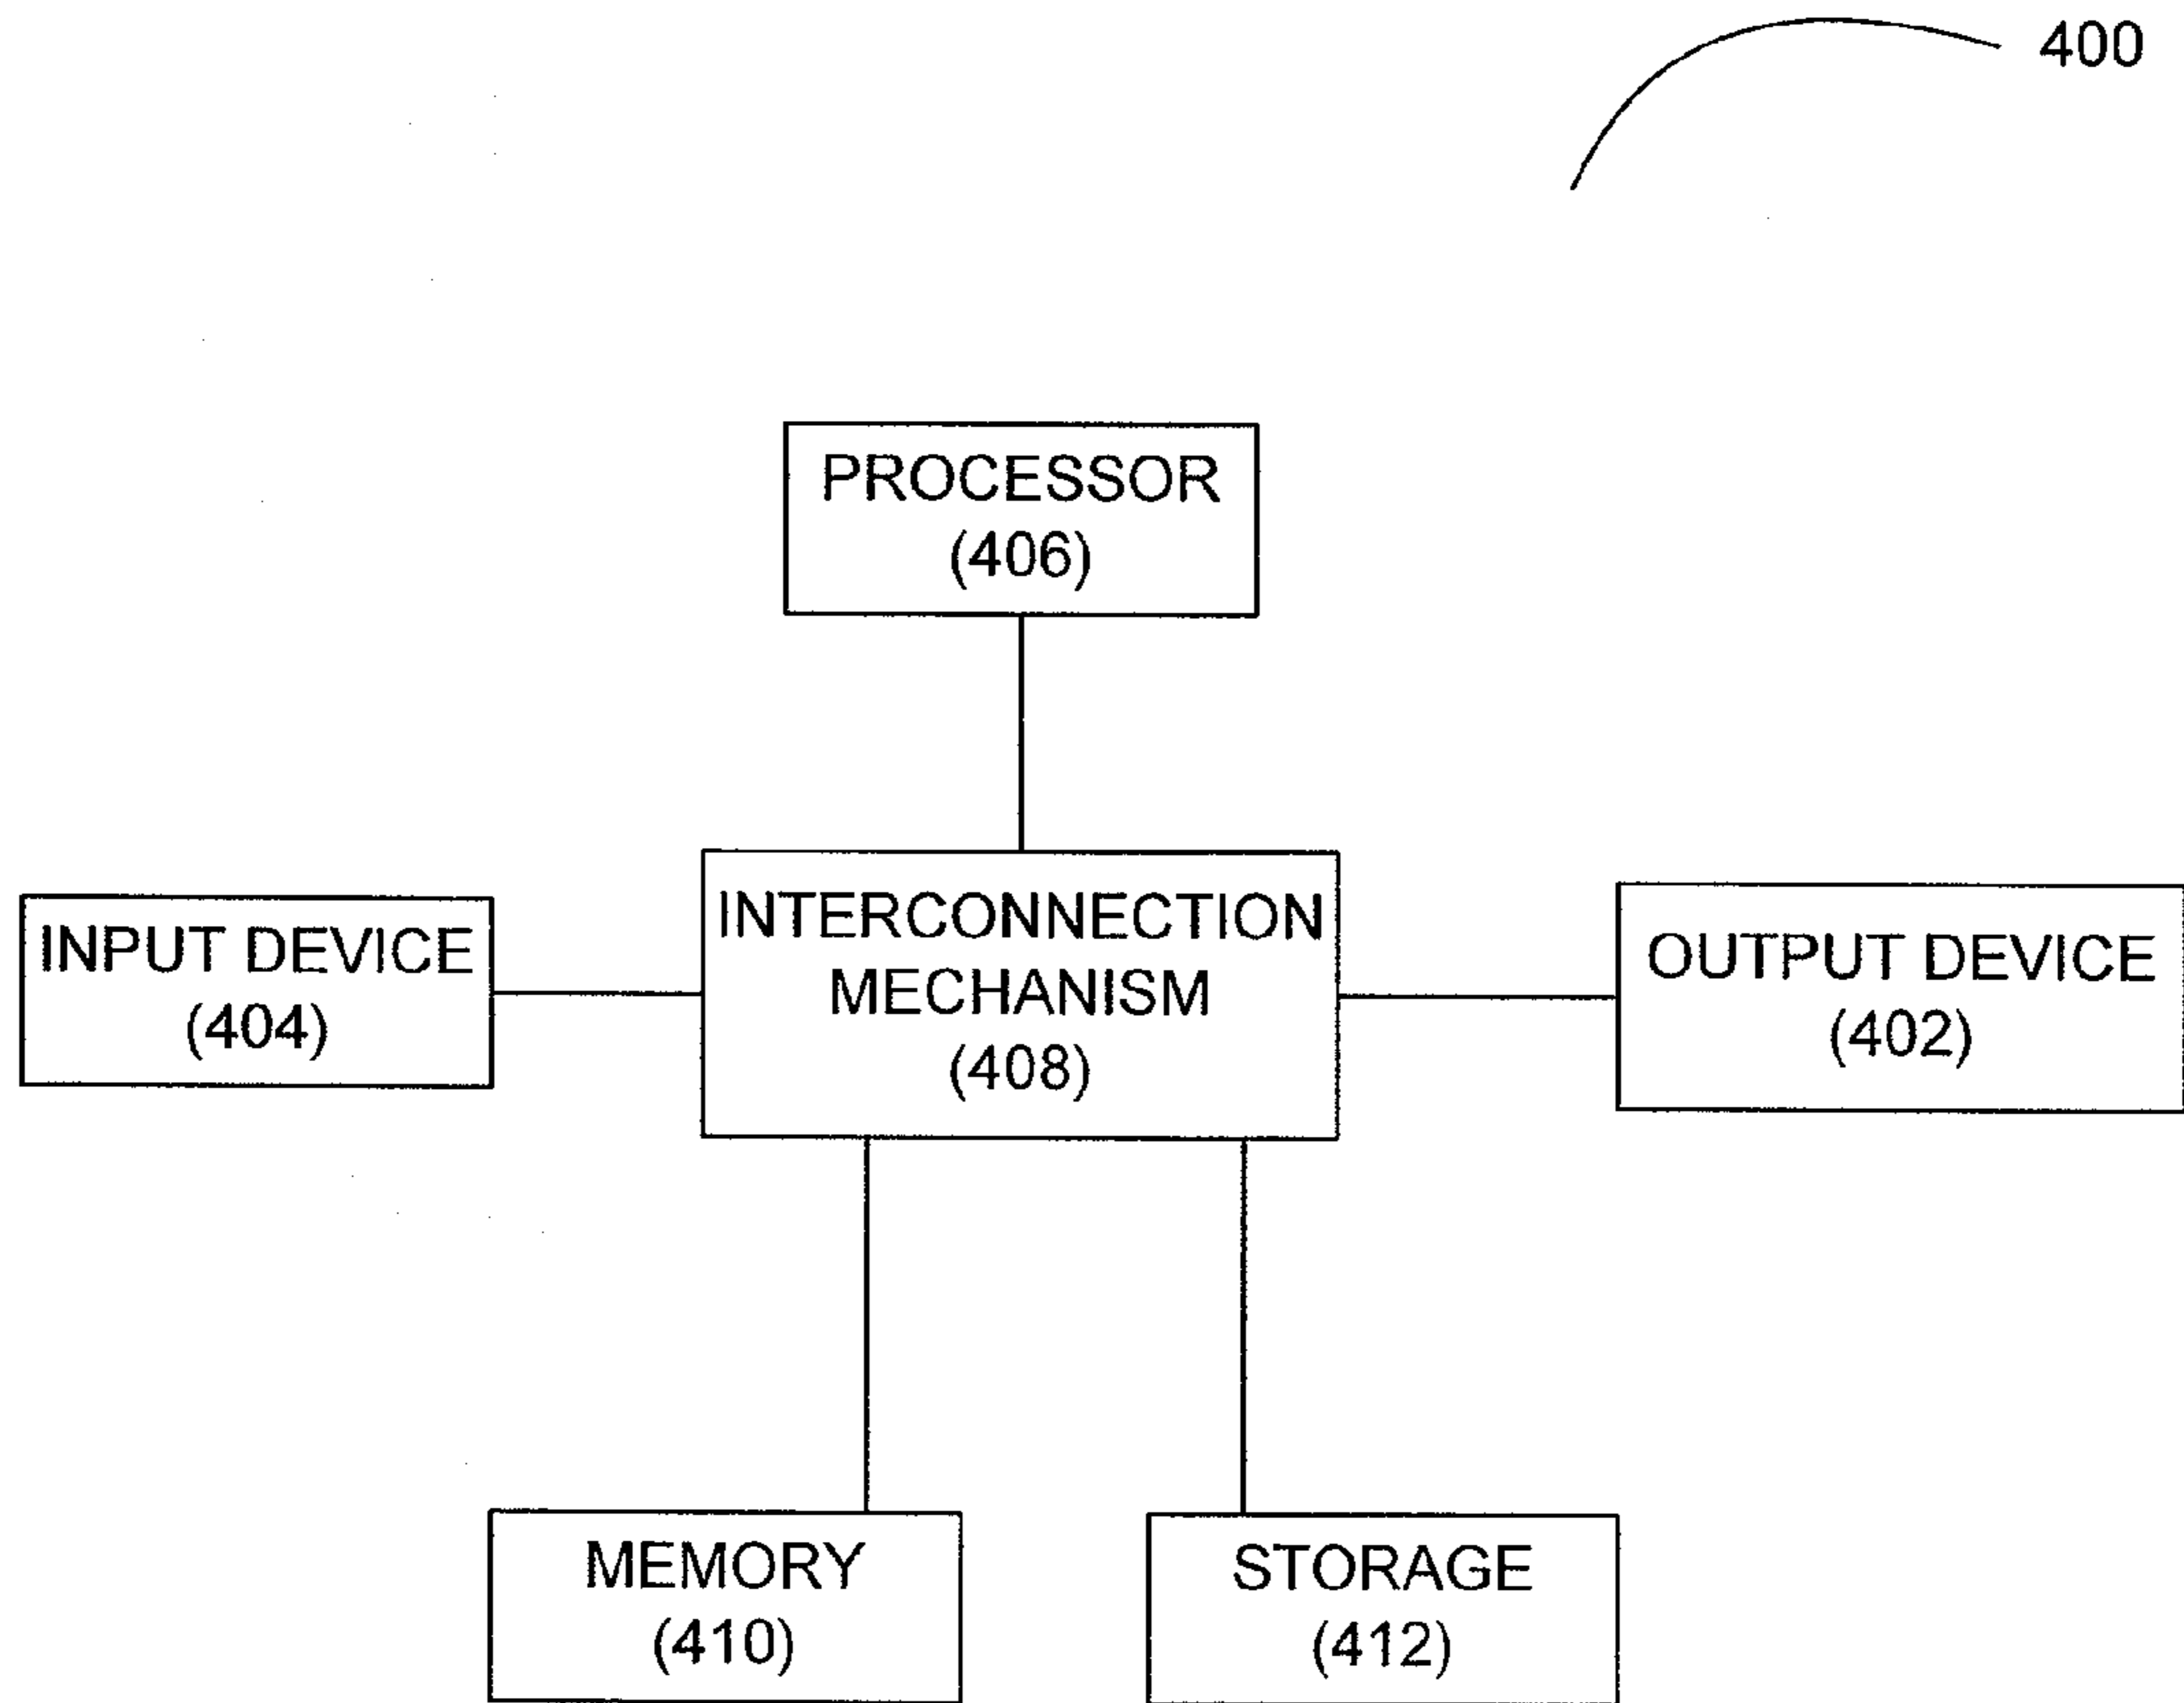 400
PROCESSOR
(406)
INPUT DEVICE
(404)
INTERCONNECTION
MECHANISM
(408)
OUTPUT DEVICE
(402)
MEMORY
(410)
STORAGE
(412)